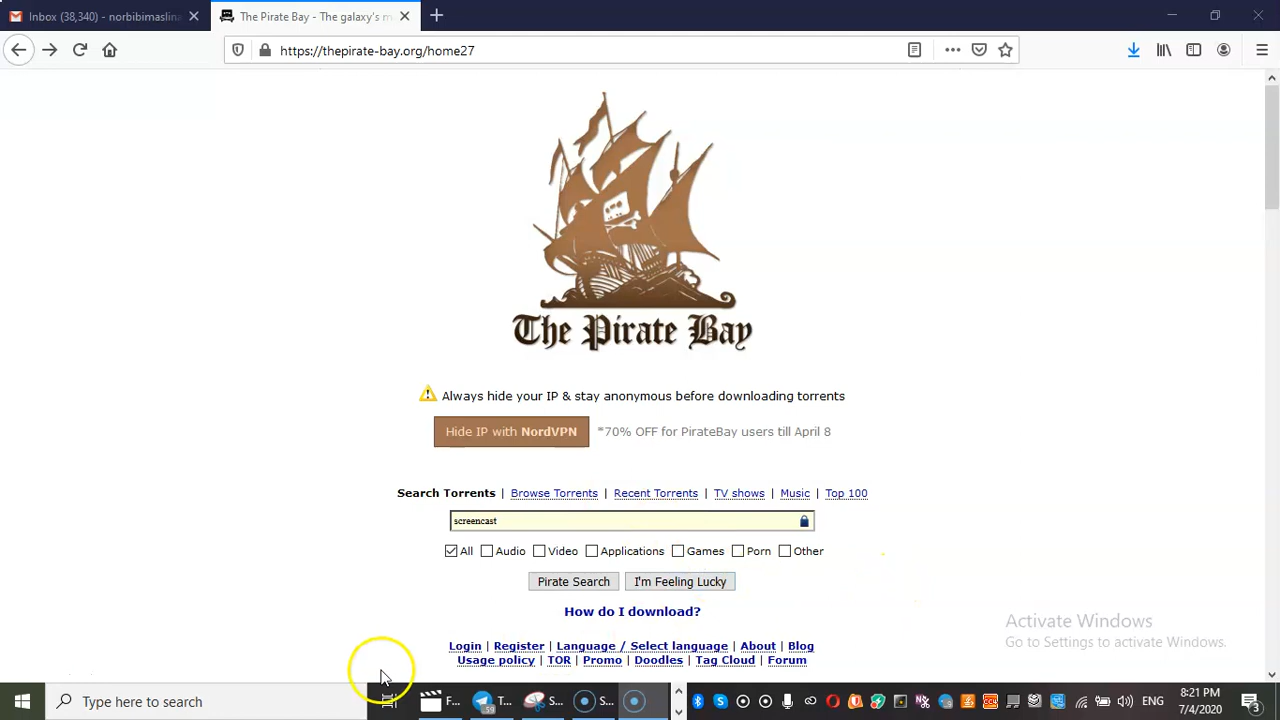 Inbox (38,340) - norbibimaslina
The Pirate Bay - The galaxy's m
https://thepirate-bay.org/home27
The Pirate Bay
Always hide your IP & stay anonymous before downloading torrents
Hide IP with NordVPN *70% OFF for PirateBay users till April 8
Search Torrents | Browse Torrents | Recent Torrents | TV shows | Music | Top 100
screencast
All Audio Video Applications Games Porn Other
Pirate Search I'm Feeling Lucky
How do I download?
Activate Windows
Go to Settings to activate Windows.
Login | Register | Language / Select language | About | Blog
Usage policy | TOR | Promo | Doodles | Tag Cloud | Forum
Type here to search
F...
T...
S...
S...
8:21 PM
7/4/2020